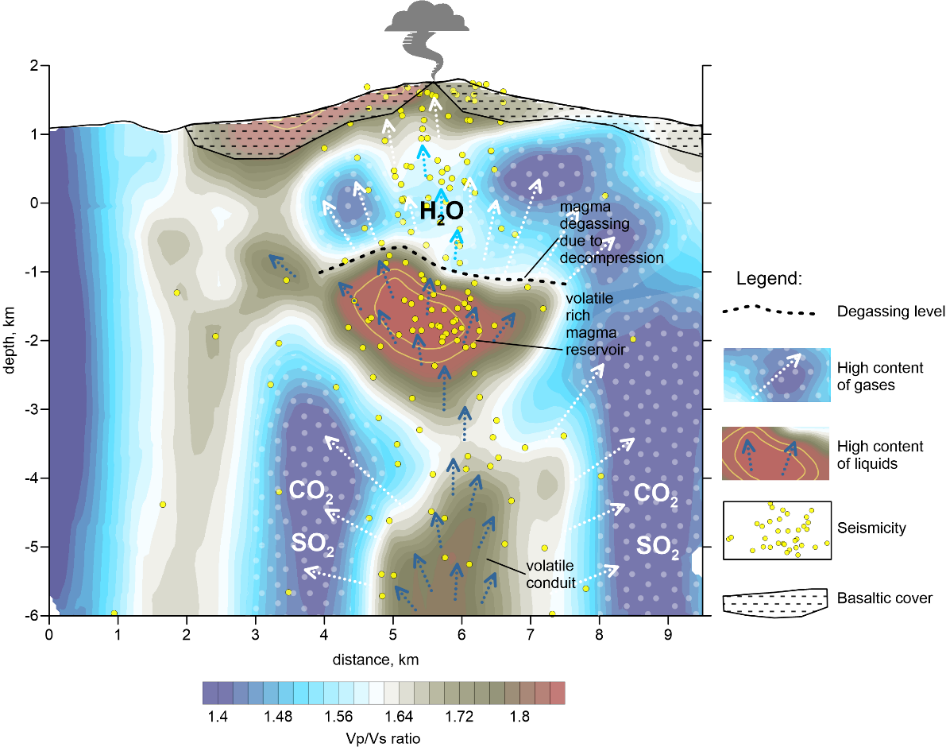 2
1
0
-1
-2
-3
-4
-5
-6
depth, km
H2O
magma
degassing
due to
decompression
volatile
rich
magma
reservoir
CO2
SO2
CO2
SO2
volatile
conduit
0 1 2 3 4 5 6 7 8 9
distance, km
1.4 1.48 1.56 1.64 1.72 1.8
Vp/Vs ratio
Legend:
Degassing level
High content
of gases
High content
of liquids
Seismicity
Basaltic cover